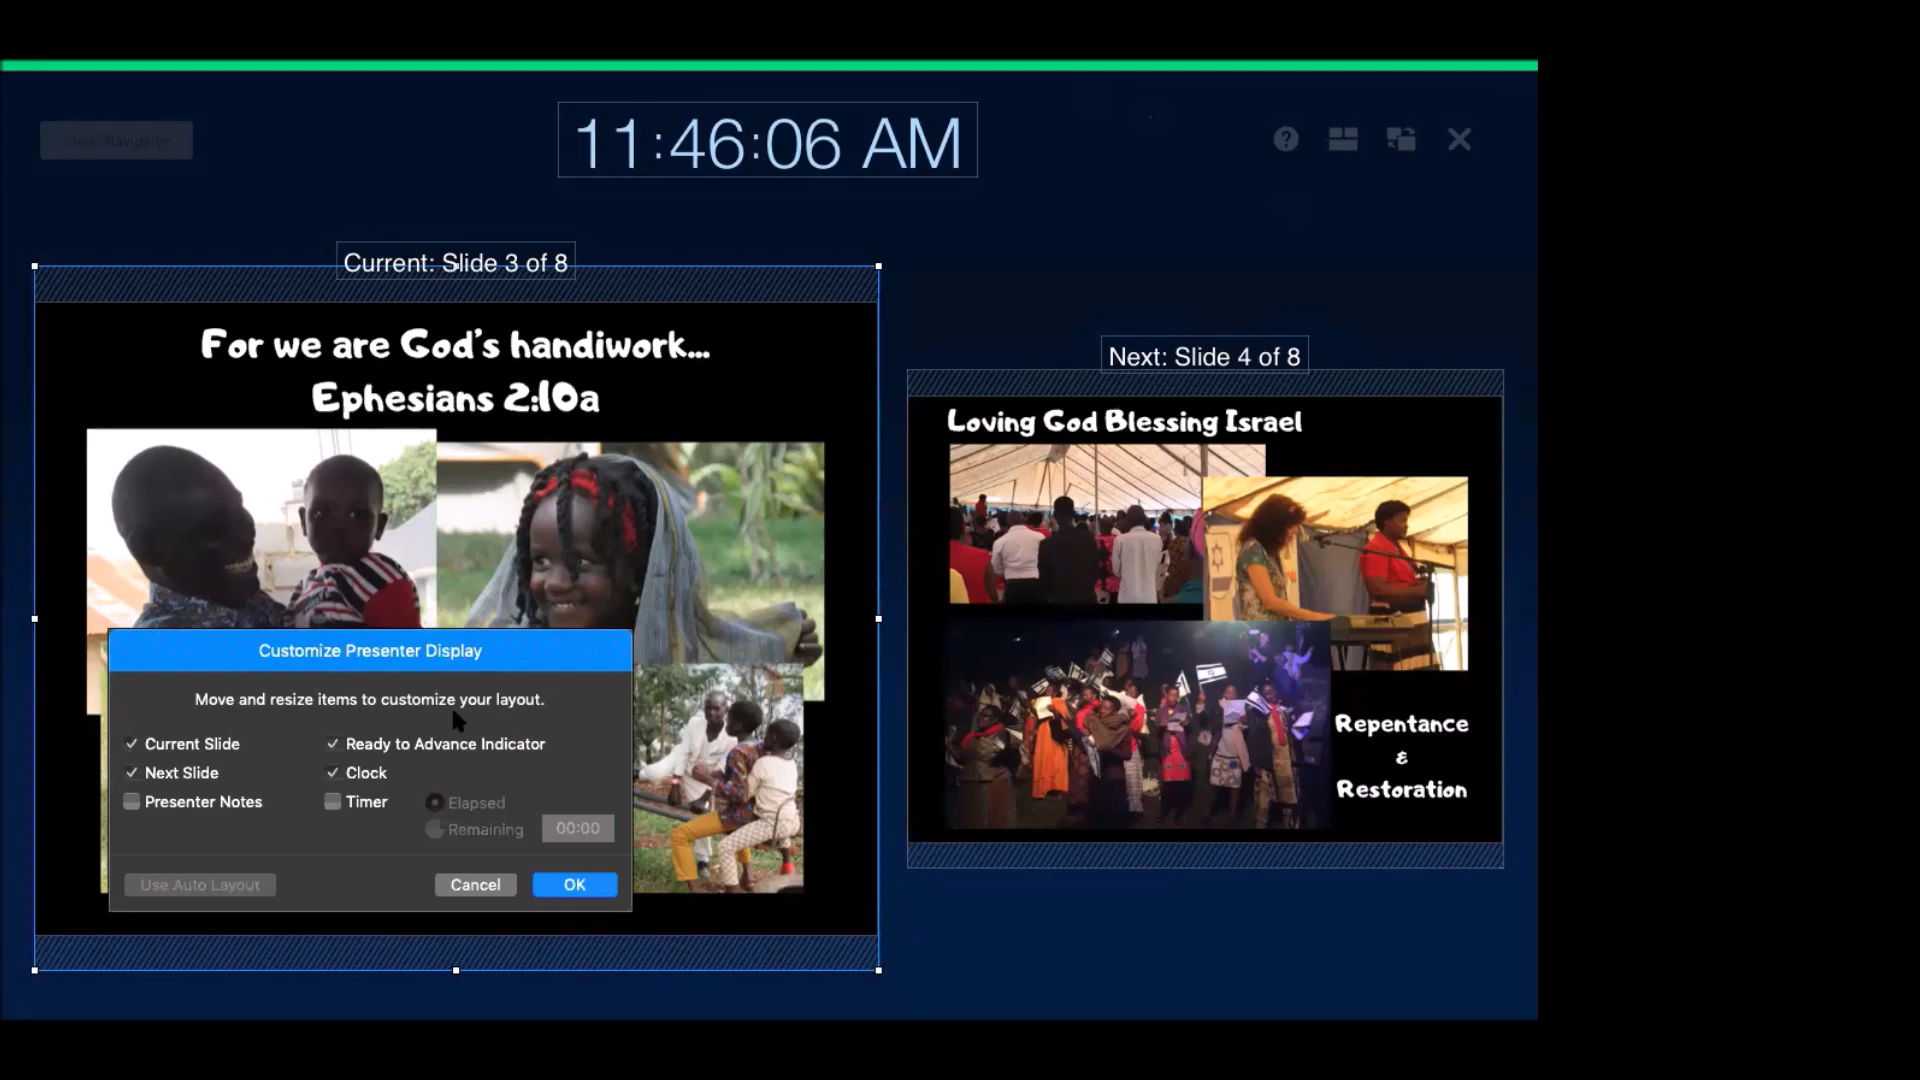 11:46:06 AM
Current: Slide 3 of 8
For we are God's handiwork...
Ephesians 2:10a
Next: Slide 4 of 8
Loving God Blessing Israel
Repentance
&
Restoration
Customize Presenter Display
Move and resize items to customize your layout.
Current Slide
Ready to Advance Indicator
Next Slide
Clock
Presenter Notes
Timer
Elapsed
Remaining
00:00
Use Auto Layout
Cancel
OK